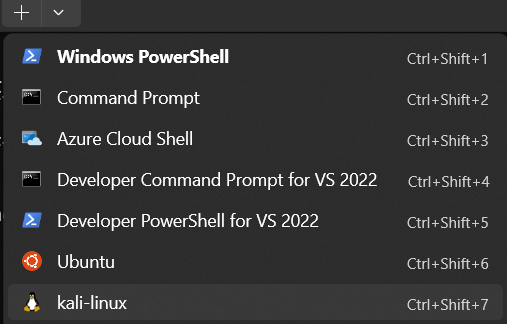 Windows PowerShell Ctrl+Shift+1
Command Prompt Ctrl+Shift+2
Azure Cloud Shell Ctrl+Shift+3
Developer Command Prompt for VS 2022 Ctrl+Shift+4
Developer PowerShell for VS 2022 Ctrl+Shift+5
Ubuntu Ctrl+Shift+6
kali-linux Ctrl+Shift+7